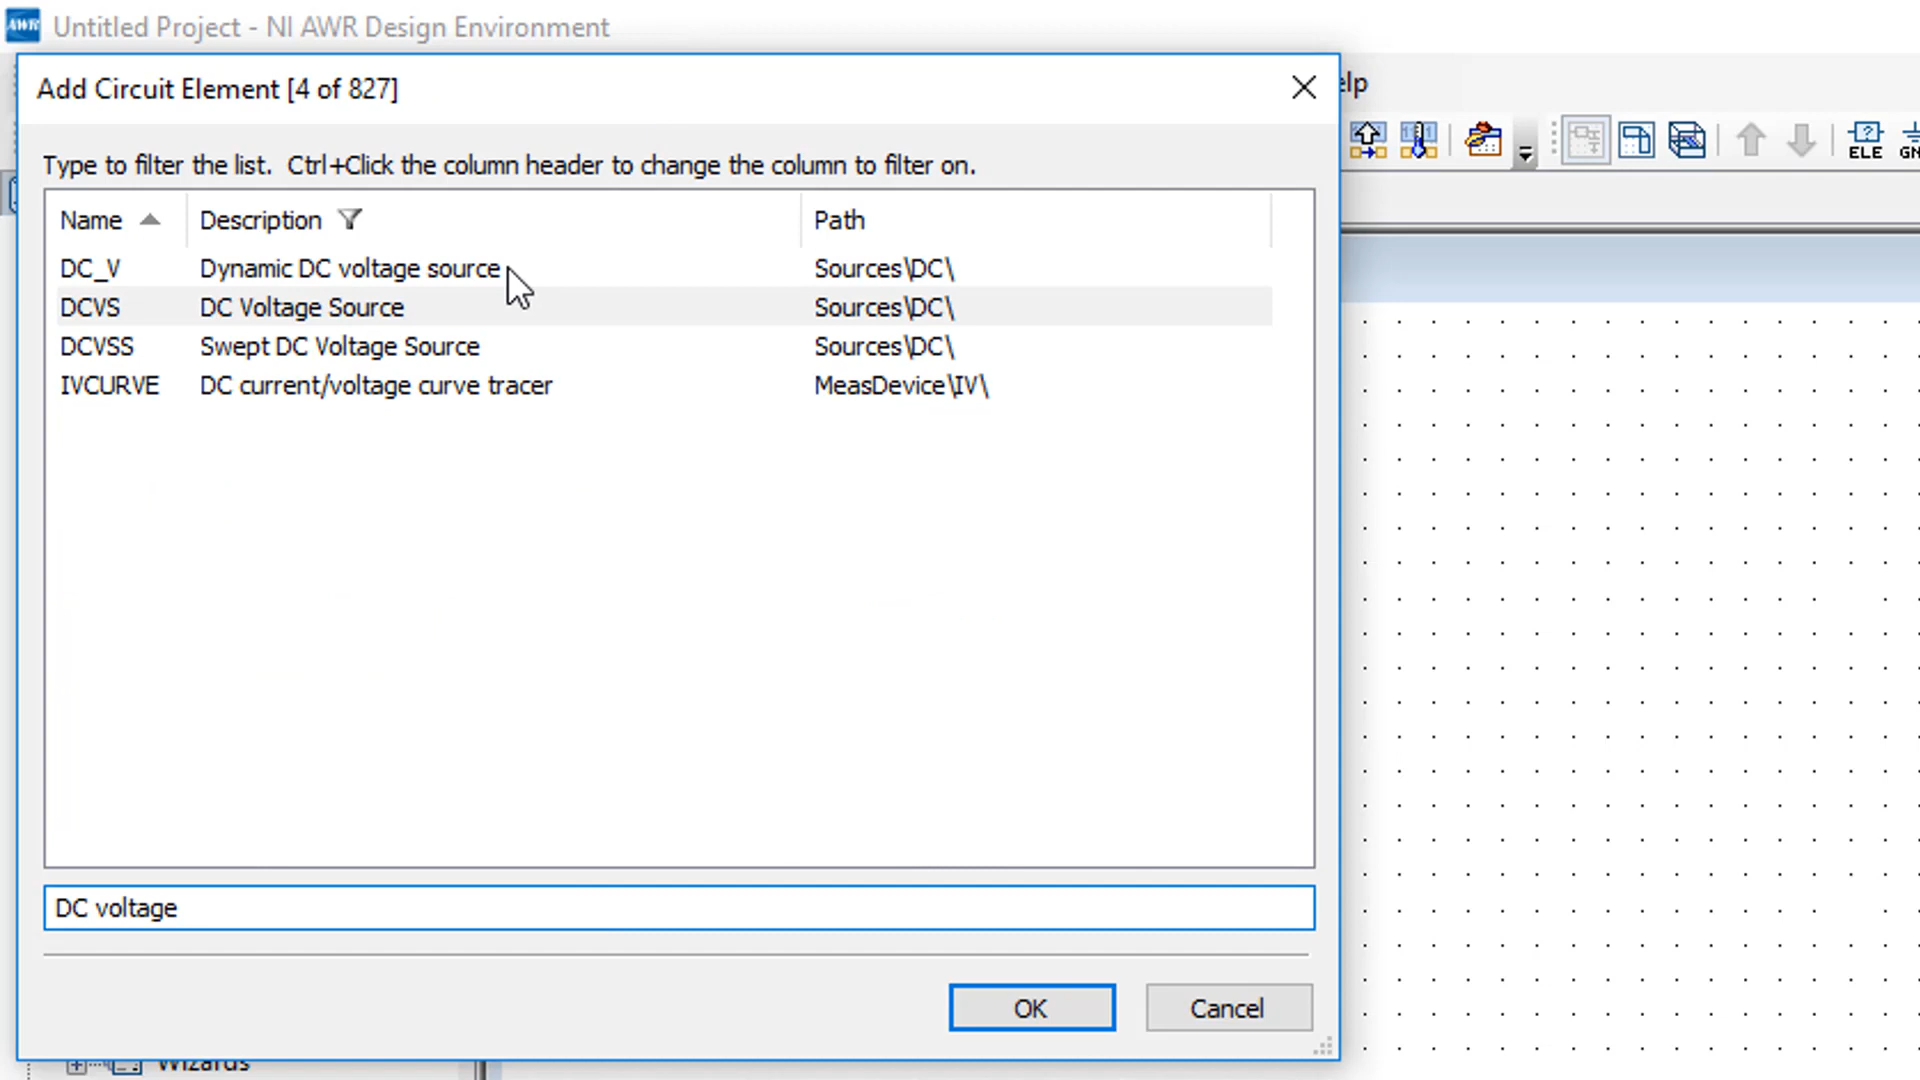 AWR Untitled Project - NI AWR Design Environment
Add Circuit Element [4 of 827]
elp
Type to filter the list. Ctrl+Click the column header to change the column to filter on.
ELE GN
Name Description Path
DC_V Dynamic DC voltage source Sources\DC\
DCVS DC Voltage Source Sources\DC\
DCVSS Swept DC Voltage Source Sources\DC\
IVCURVE DC current/voltage curve tracer MeasDevice\IV\
DC voltage
OK Cancel
Wizards